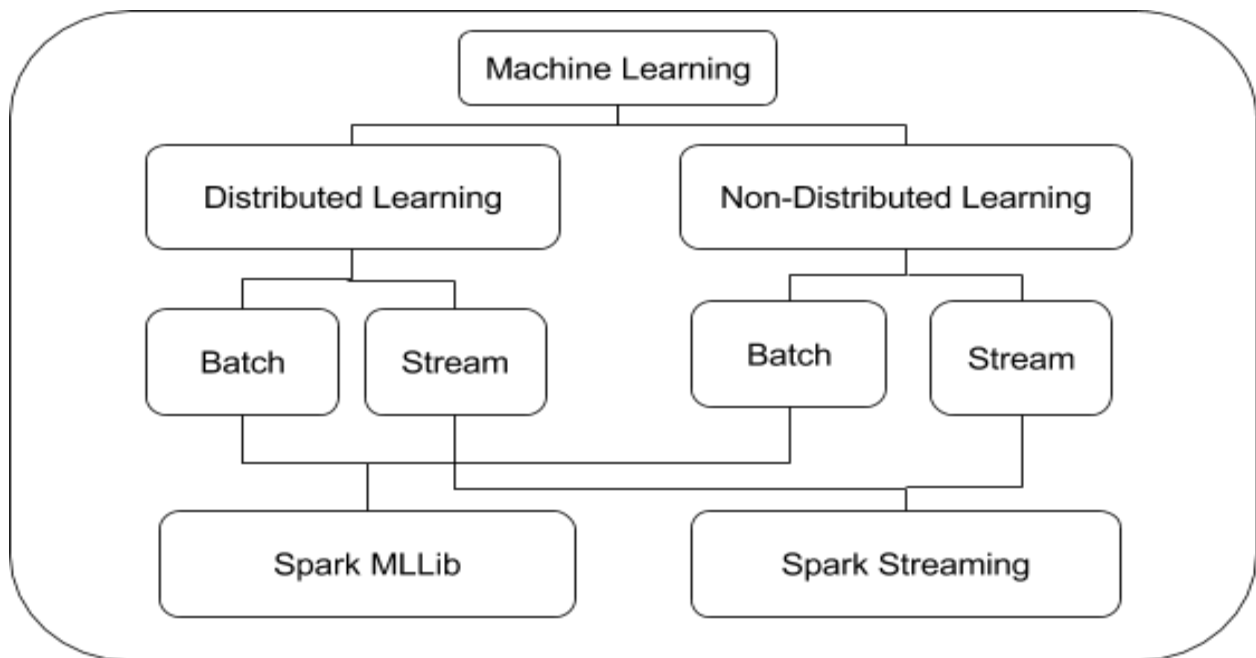 Machine Learning
Distributed Learning
Non-Distributed Learning
Batch
Stream
Batch
Stream
Spark MLLib
Spark Streaming